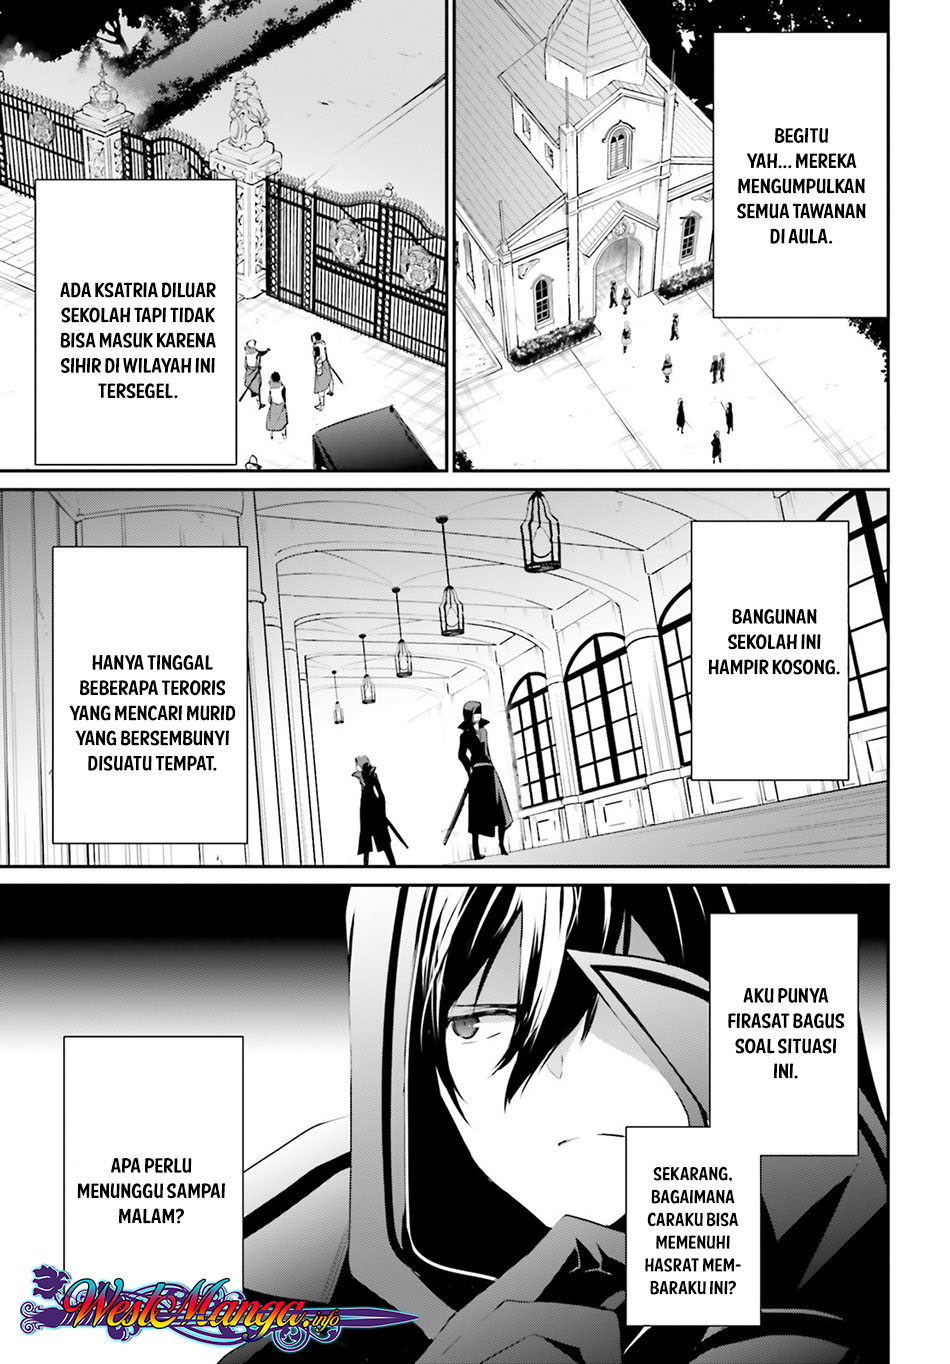 BEGITU
YAH... MEREKA
MENGUMPULKAN
SEMUA TAWANAN
DI AULA.
ADA KSATRIA DILUAR
SEKOLAH TAPI TIDAK
BISA MASUK KARENA
SIHIR DI WILAYAH INI
TERSEGEL.
BANGUNAN
SEKOLAH INI
HAMPIR KOSONG.
HANYA TINGGAL
BEBERAPA TERORIS
YANG MENCARI MURID
YANG BERSEMBUNYI
DISUATU TEMPAT.
AKU PUNYA
FIRASAT BAGUS
SOAL SITUASI
INI.
SEKARANG,
BAGAIMANA
CARAKU BISA
MEMENUHI
HASRAT MEM-
BARAKU INI?
APA PERLU
MENUNGGU SAMPAI
MALAM?
WestManga.info